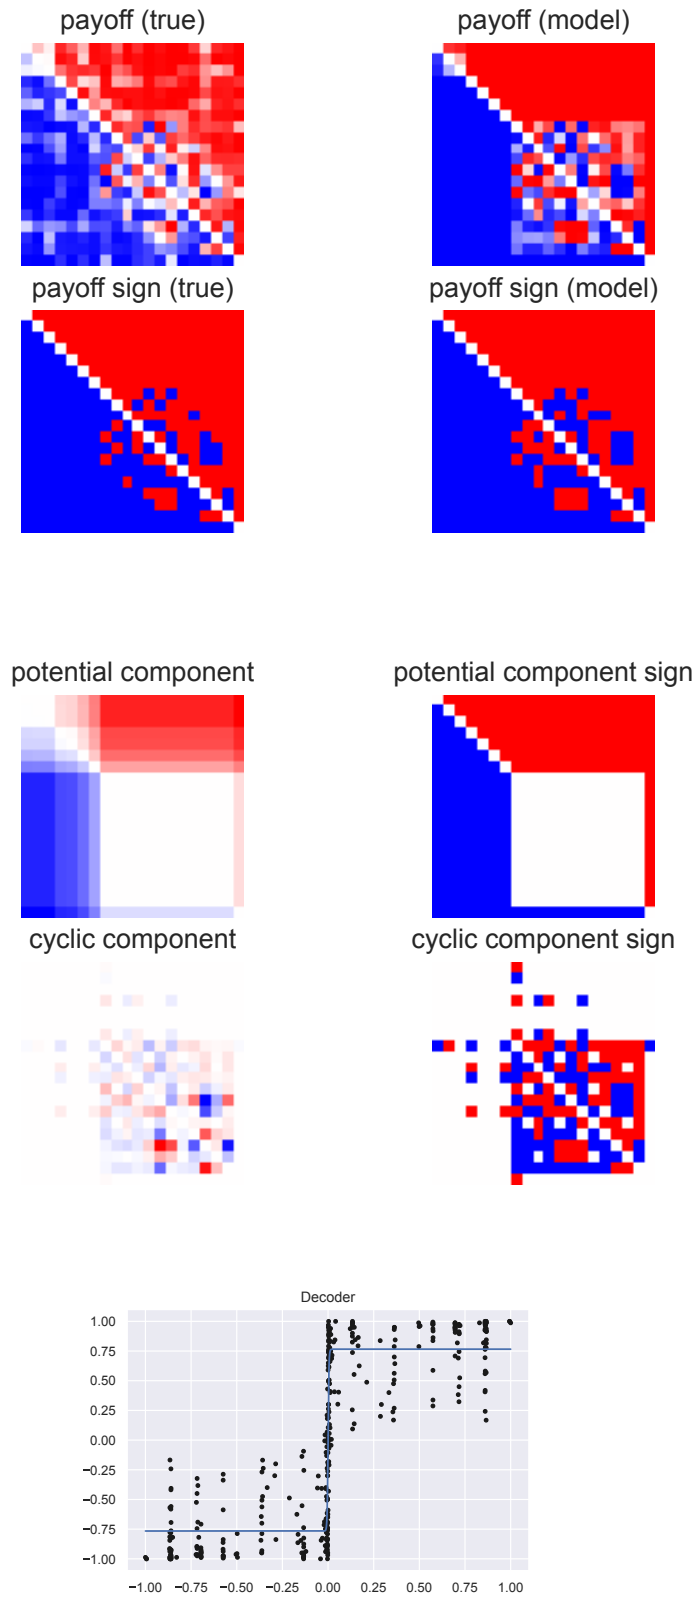 payoff (true) payoff (model)
payoff sign (true) payoff sign (model)
potential component potential component sign
cyclic component cyclic component sign
Decoder
1.00
0.75
0.50
0.25
0.00
−0.25
−0.50
−0.75
−1.00
−1.00 −0.75 −0.50 −0.25 0.00 0.25 0.50 0.75 1.00